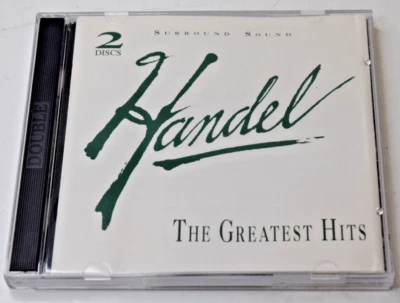 2 SURROUND SOUND
DISCS
Handel
THE GREATEST HITS
DOUBLE